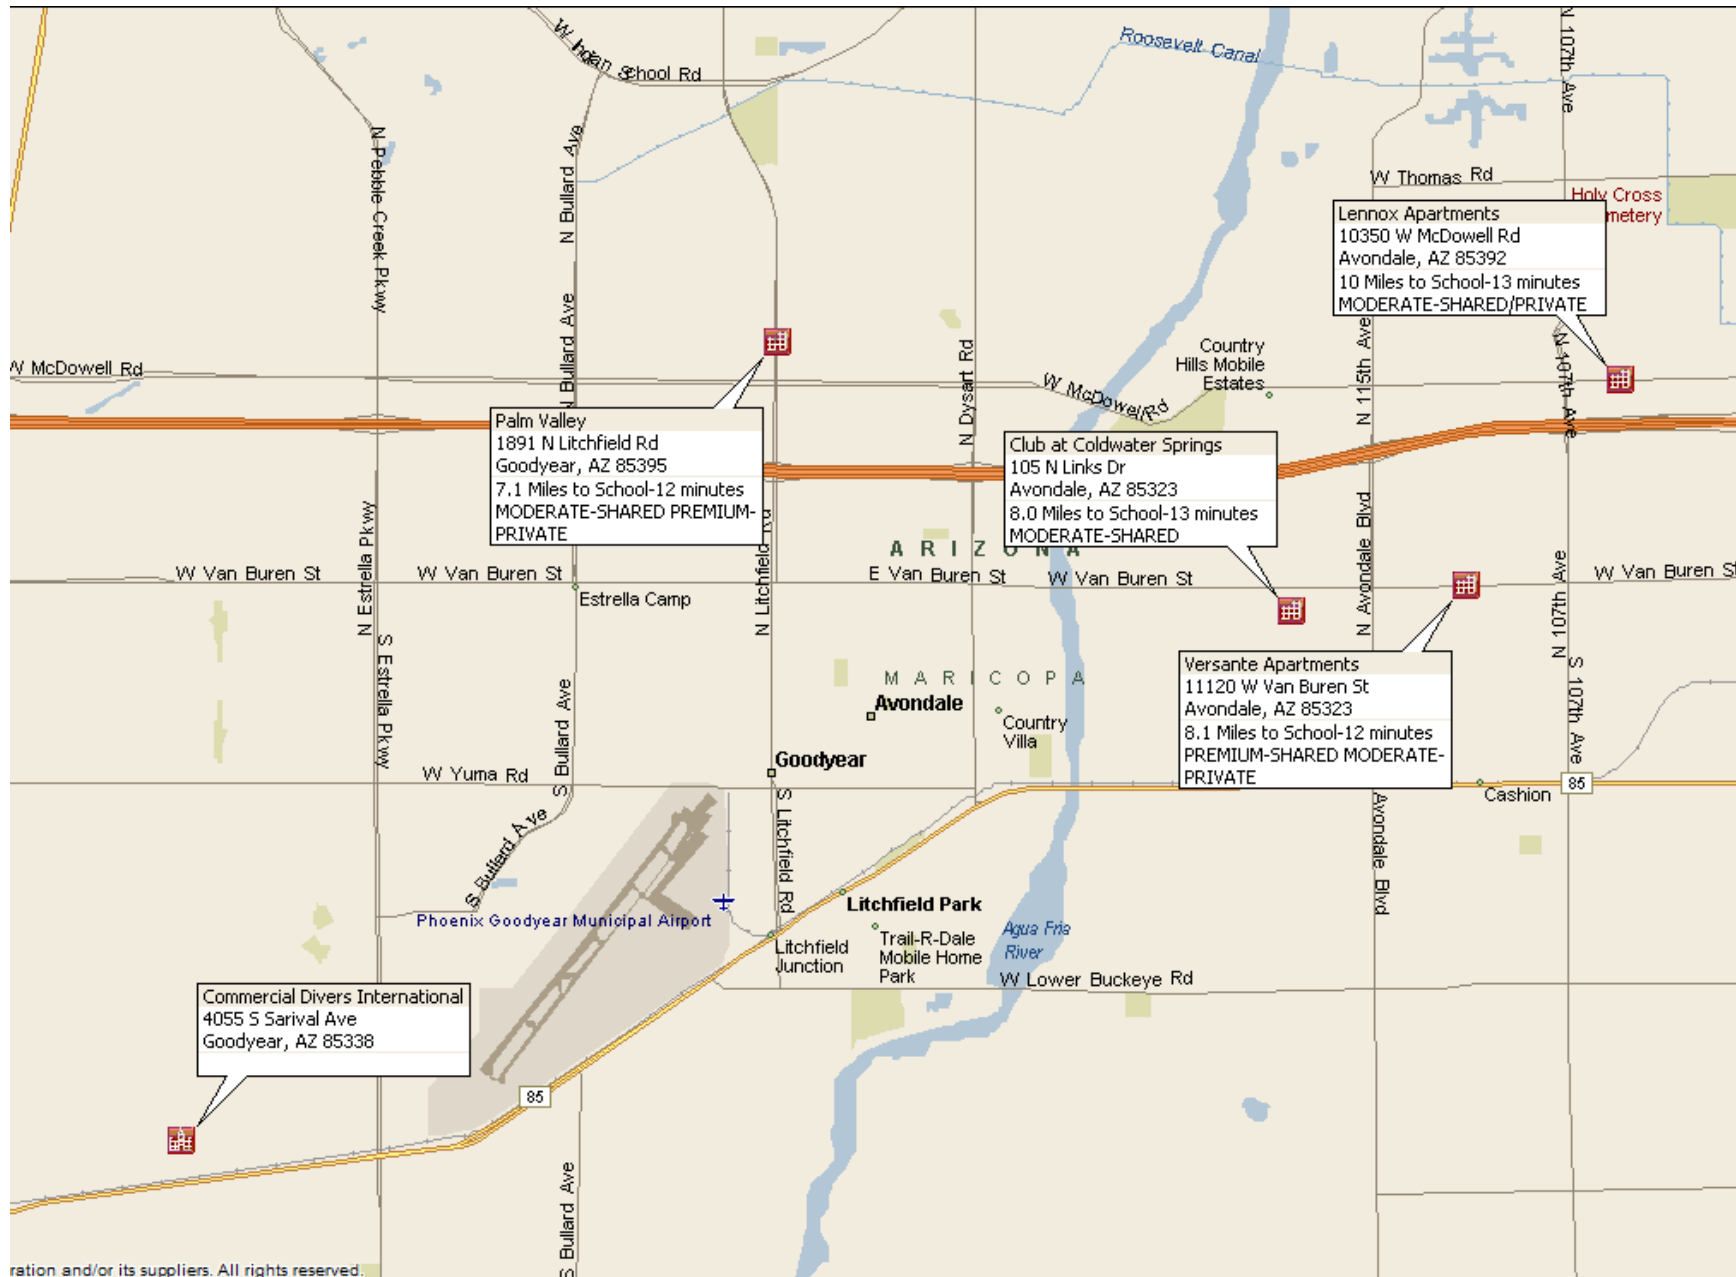 Roosevelt Canal
W Indian School Rd
N 107th Ave
N Pebble Creek Pkwy
N Bullard Ave
W Thomas Rd
Holy Cross
metery
Lennox Apartments
10350 W McDowell Rd
Avondale, AZ 85392
10 Miles to School-13 minutes
MODERATE-SHARED/PRIVATE
N Bullard Ave
N Dysart Rd
N 115th Ave
N 107th Ave
Country
Hills Mobile
Estates
W McDowell Rd
W McDowell Rd
Palm Valley
1891 N Litchfield Rd
Goodyear, AZ 85395
7.1 Miles to School-12 minutes
MODERATE-SHARED PREMIUM-
PRIVATE
Club at Coldwater Springs
105 N Links Dr
Avondale, AZ 85323
8.0 Miles to School-13 minutes
MODERATE-SHARED
N Estrella Pkwy
N Litchfield Rd
N Avondale Blvd
N 107th Ave
ARIZONA
W Van Buren St
W Van Buren St
E Van Buren St
W Van Buren St
W Van Buren St
Estrella Camp
S Estrella Pkwy
S Bullard Ave
MARICOPA
Avondale
Country
Villa
Versante Apartments
11120 W Van Buren St
Avondale, AZ 85323
8.1 Miles to School-12 minutes
PREMIUM-SHARED MODERATE-
PRIVATE
S 107th Ave
Goodyear
W Yuma Rd
85
Cashion
S Bullard Ave
S Litchfield Rd
Avondale Blvd
Phoenix Goodyear Municipal Airport
Litchfield Park
Litchfield
Junction
Trail-R-Dale
Mobile Home
Park
Agua Fria
River
W Lower Buckeye Rd
Commercial Divers International
4055 S Sarival Ave
Goodyear, AZ 85338
85
S Bullard Ave
ration and/or its suppliers. All rights reserved.